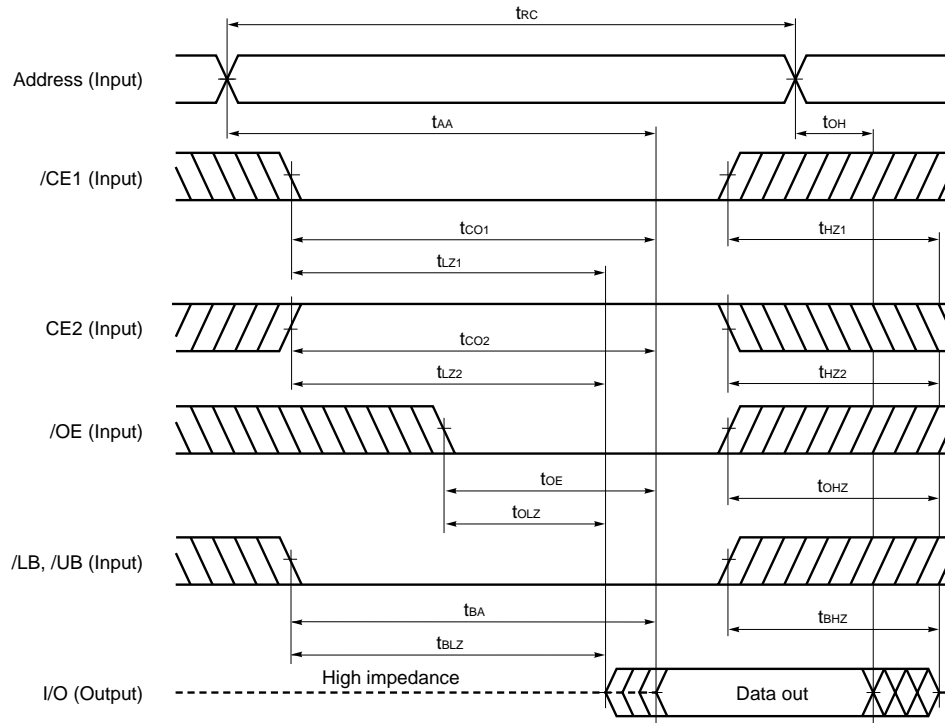 tRC
Address (Input)
tAA
tOH
/CE1 (Input)
tCO1
tHZ1
tLZ1
CE2 (Input)
tCO2
tLZ2
tHZ2
/OE (Input)
tOE
tOHZ
tOLZ
/LB, /UB (Input)
tBA
tBHZ
tBLZ
High impedance
I/O (Output)
Data out